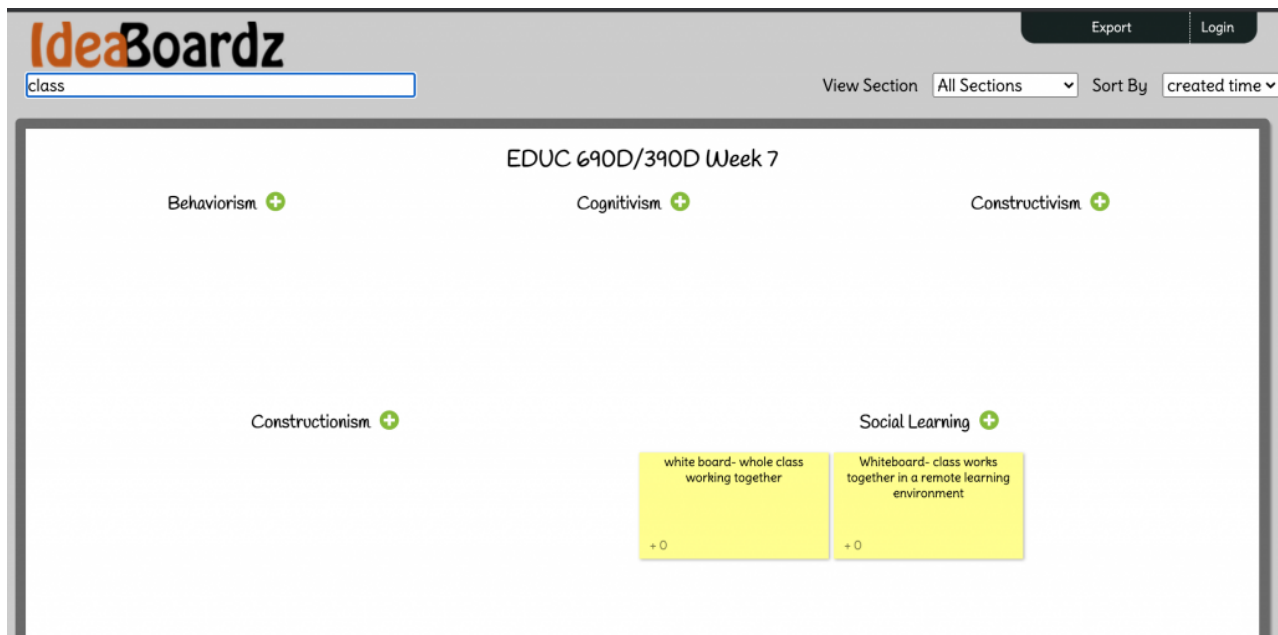 IdeaBoardz
Export Login
class
View Section All Sections Sort By created time
EDUC 690D/390D Week 7
Behaviorism Cognitivism Constructivism
Constructionism Social Learning
white board- whole class
working together
+0
Whiteboard- class works
together in a remote learning
environment
+0